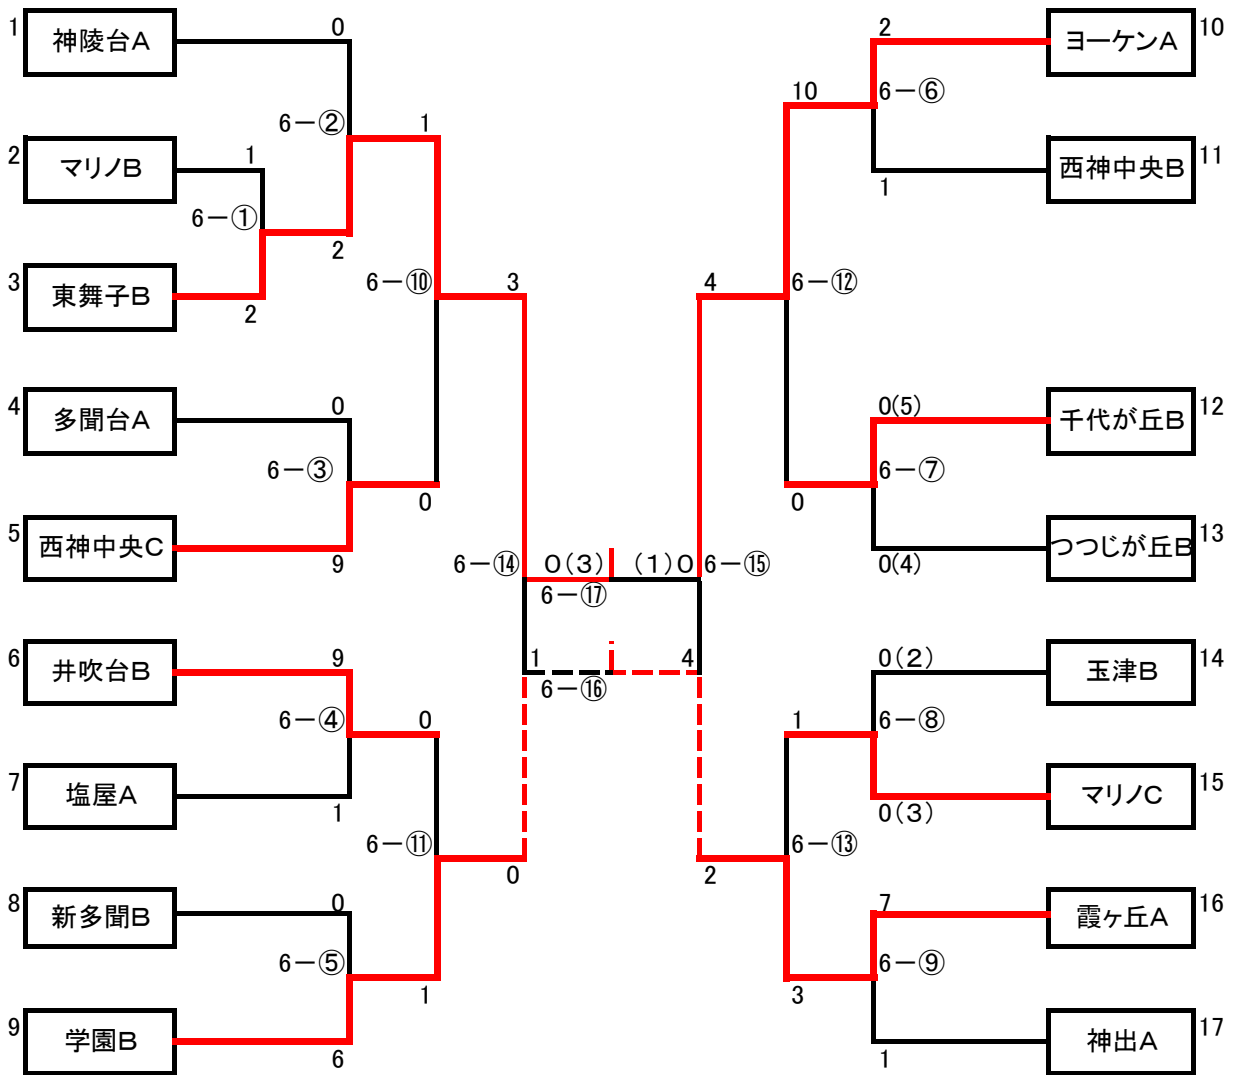 1 神陵台A 0 2 ヨーケンA 10
10 6-⑥
6-② 1
2 マリノB 1 1 西神中央B 11
6-①
2
3 東舞子B 2
6-⑩ 3 4 6-⑫
4 多聞台A 0 0(5) 千代が丘B 12
6-③ 6-⑦
0 0
5 西神中央C 9 0(4) つつじが丘B 13
6-⑭ 0(3) (1)0 6-⑮
6-⑰
6 井吹台B 9 1 4 0(2) 玉津B 14
6-⑯
6-④ 0 1 6-⑧
7 塩屋A 1 0(3) マリノC 15
6-⑪ 6-⑬
0 2
8 新多聞B 0 7 霞ヶ丘A 16
6-⑤ 6-⑨
1 3
9 学園B 6 1 神出A 17